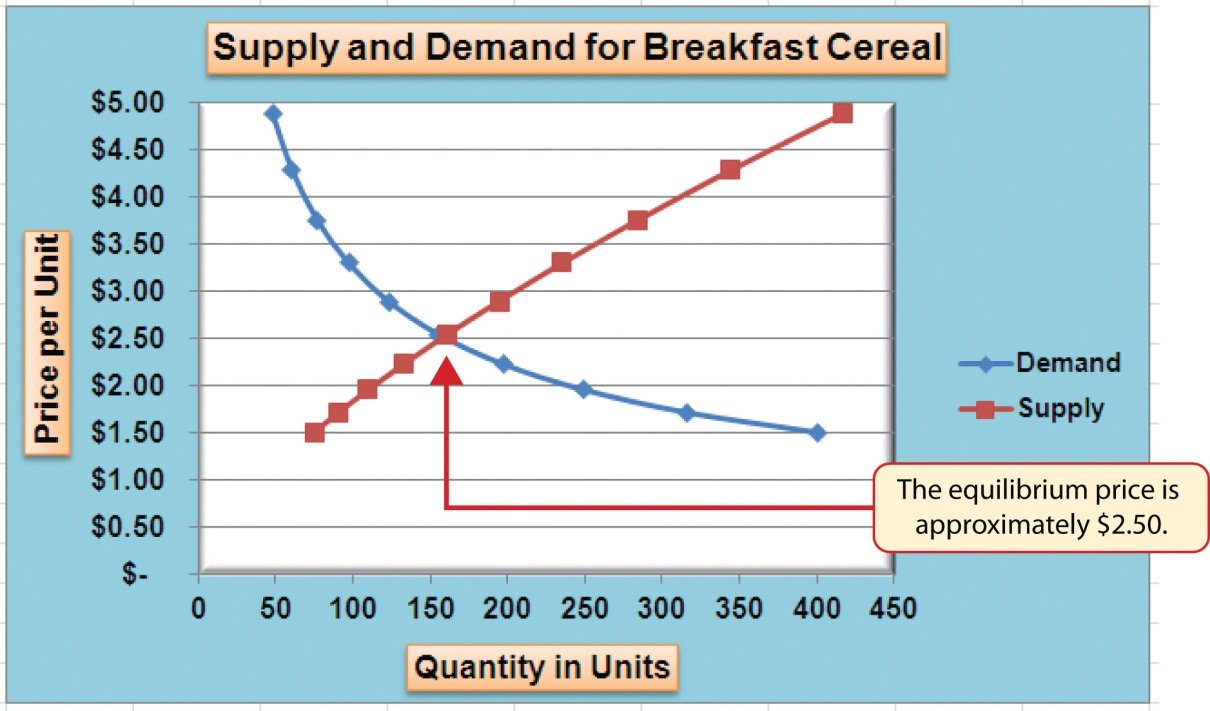 Supply and Demand for Breakfast Cereal
$5.00
$4.50
$4.00
$3.50
$3.00
$2.50
$2.00
$1.50
$1.00
$0.50
$-
Price per Unit
0 50 100 150 200 250 300 350 400 450
Quantity in Units
Demand
Supply
The equilibrium price is
approximately $2.50.